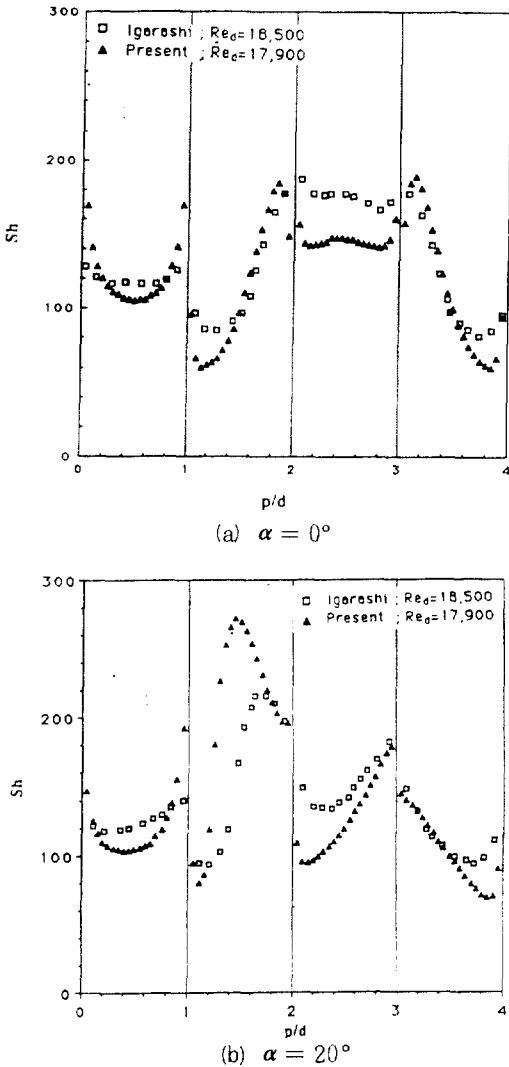 300
□ Igarashi ; Re_d=18,500
▲ Present ; Re_d=17,900
200
Sh
100
0
0 1 2 3 4
p/d
(a) α = 0°
300
□ Igarashi ; Re_d=18,500
▲ Present ; Re_d=17,900
200
Sh
100
0
0 1 2 3 4
p/d
(b) α = 20°